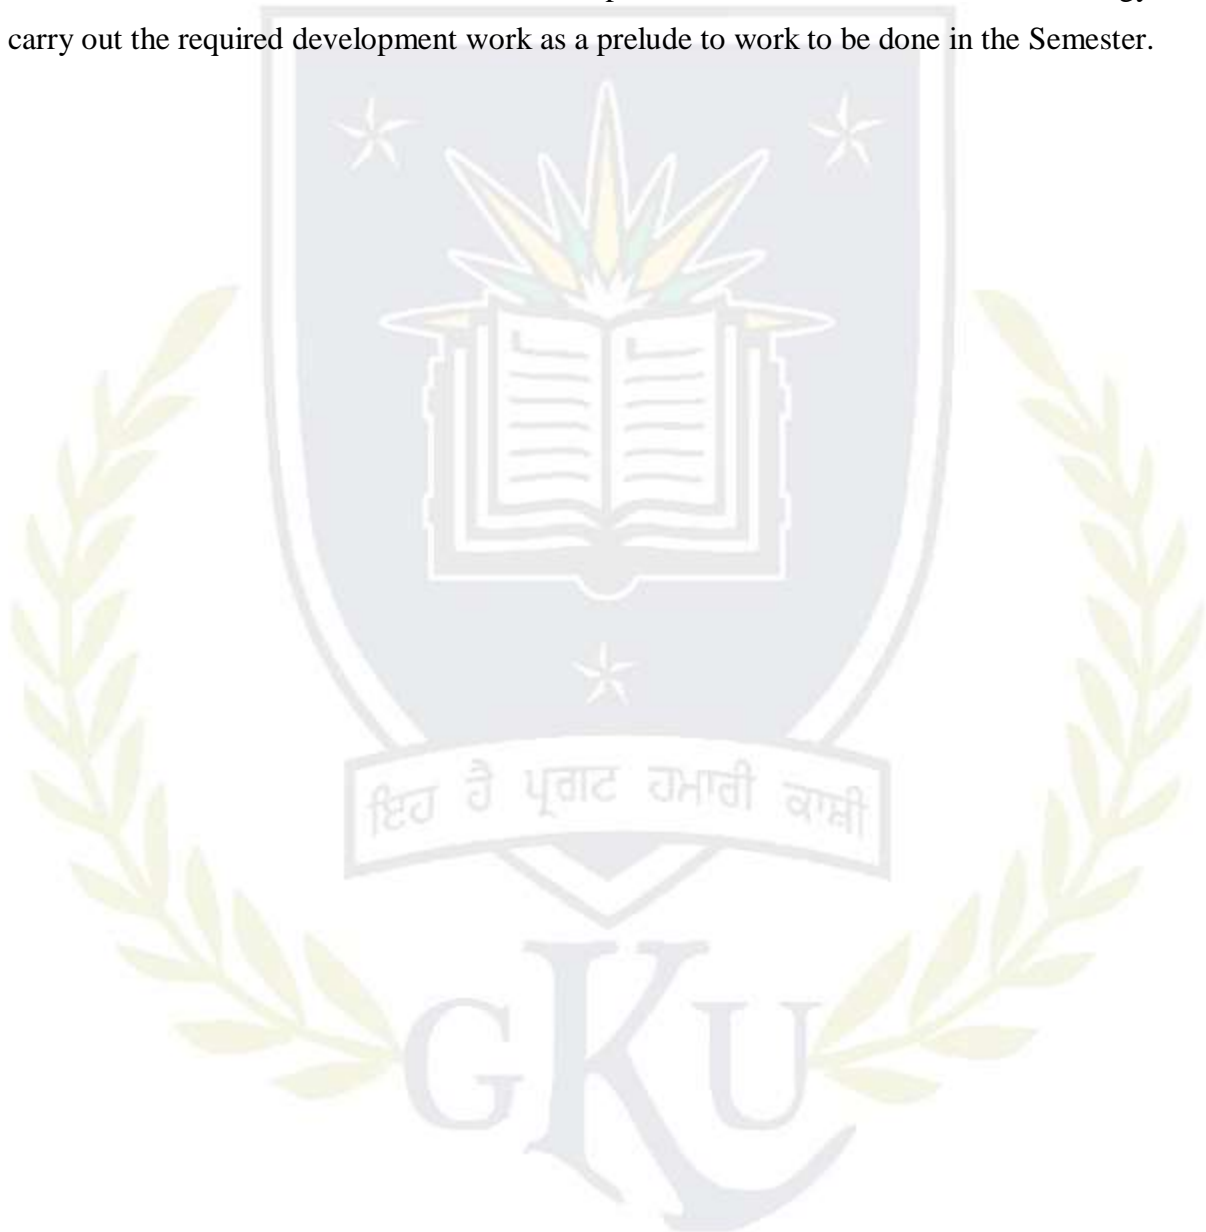 carry out the required development work as a prelude to work to be done in the Semester.
ਇਹ ਹੈ ਪ੍ਰਗਟ ਹਮਾਰੀ ਕਾਸ਼ੀ
GKU